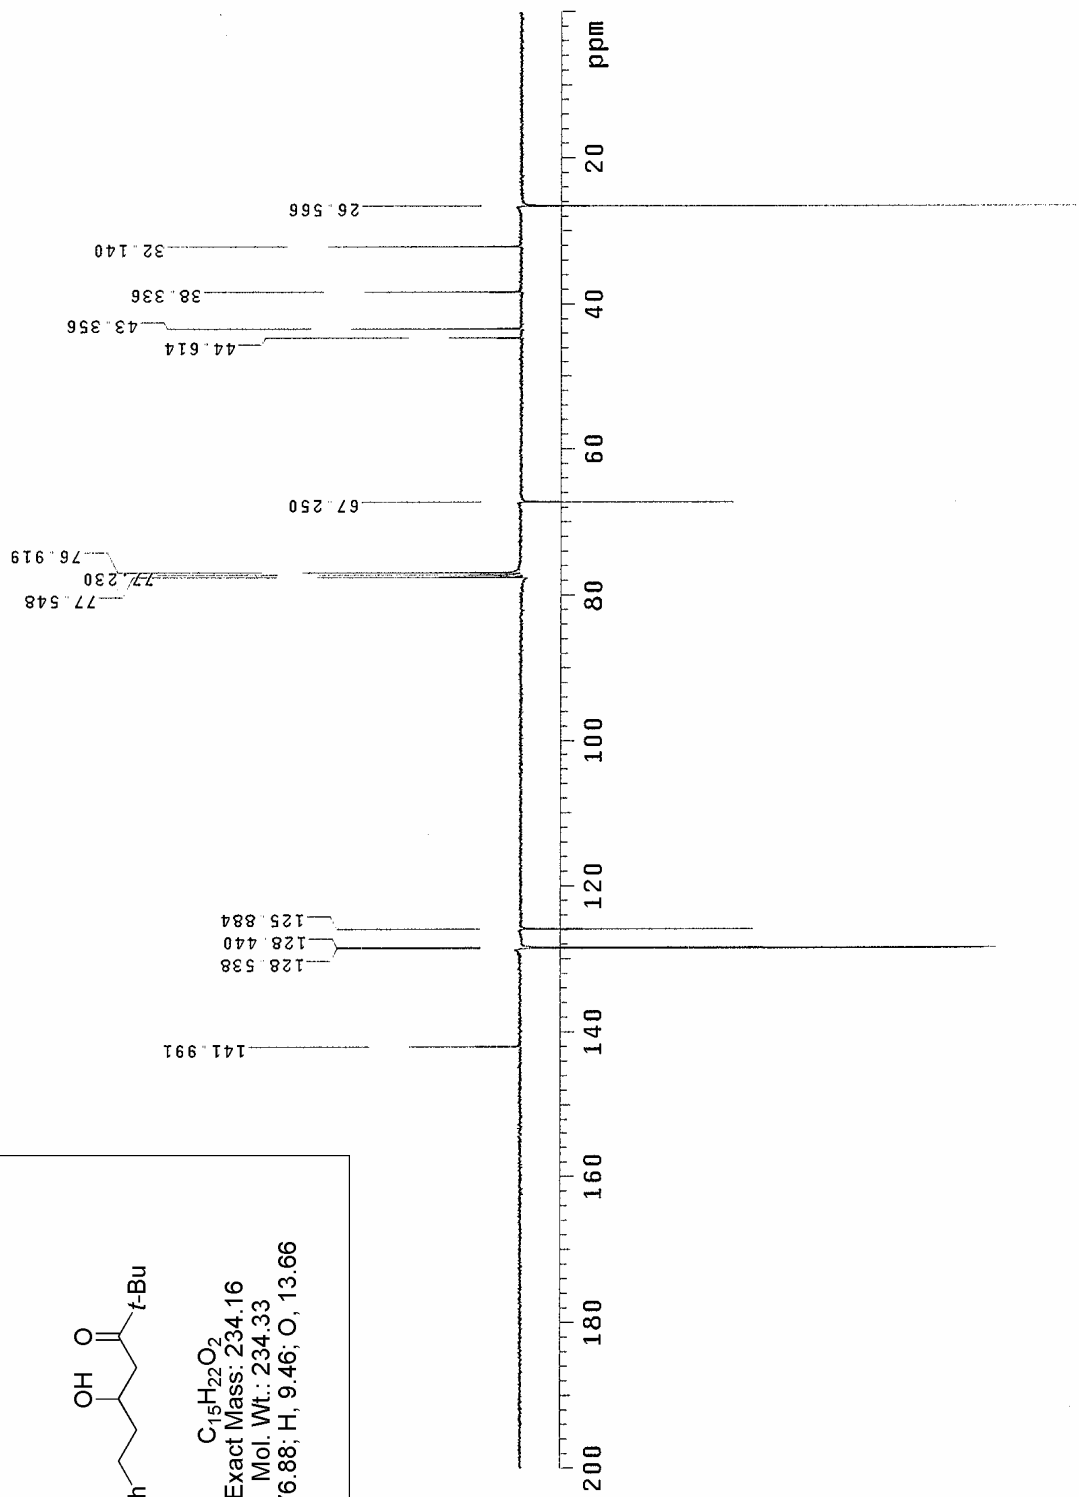 26.566
32.140
38.336
43.356
44.614
67.250
76.919
77.230
77.548
125.884
128.440
128.538
141.991
ppm
20
40
60
80
100
120
140
160
180
200
OH
O
t-Bu
h
C15H22O2
Exact Mass: 234.16
Mol. Wt.: 234.33
76.88; H, 9.46; O, 13.66